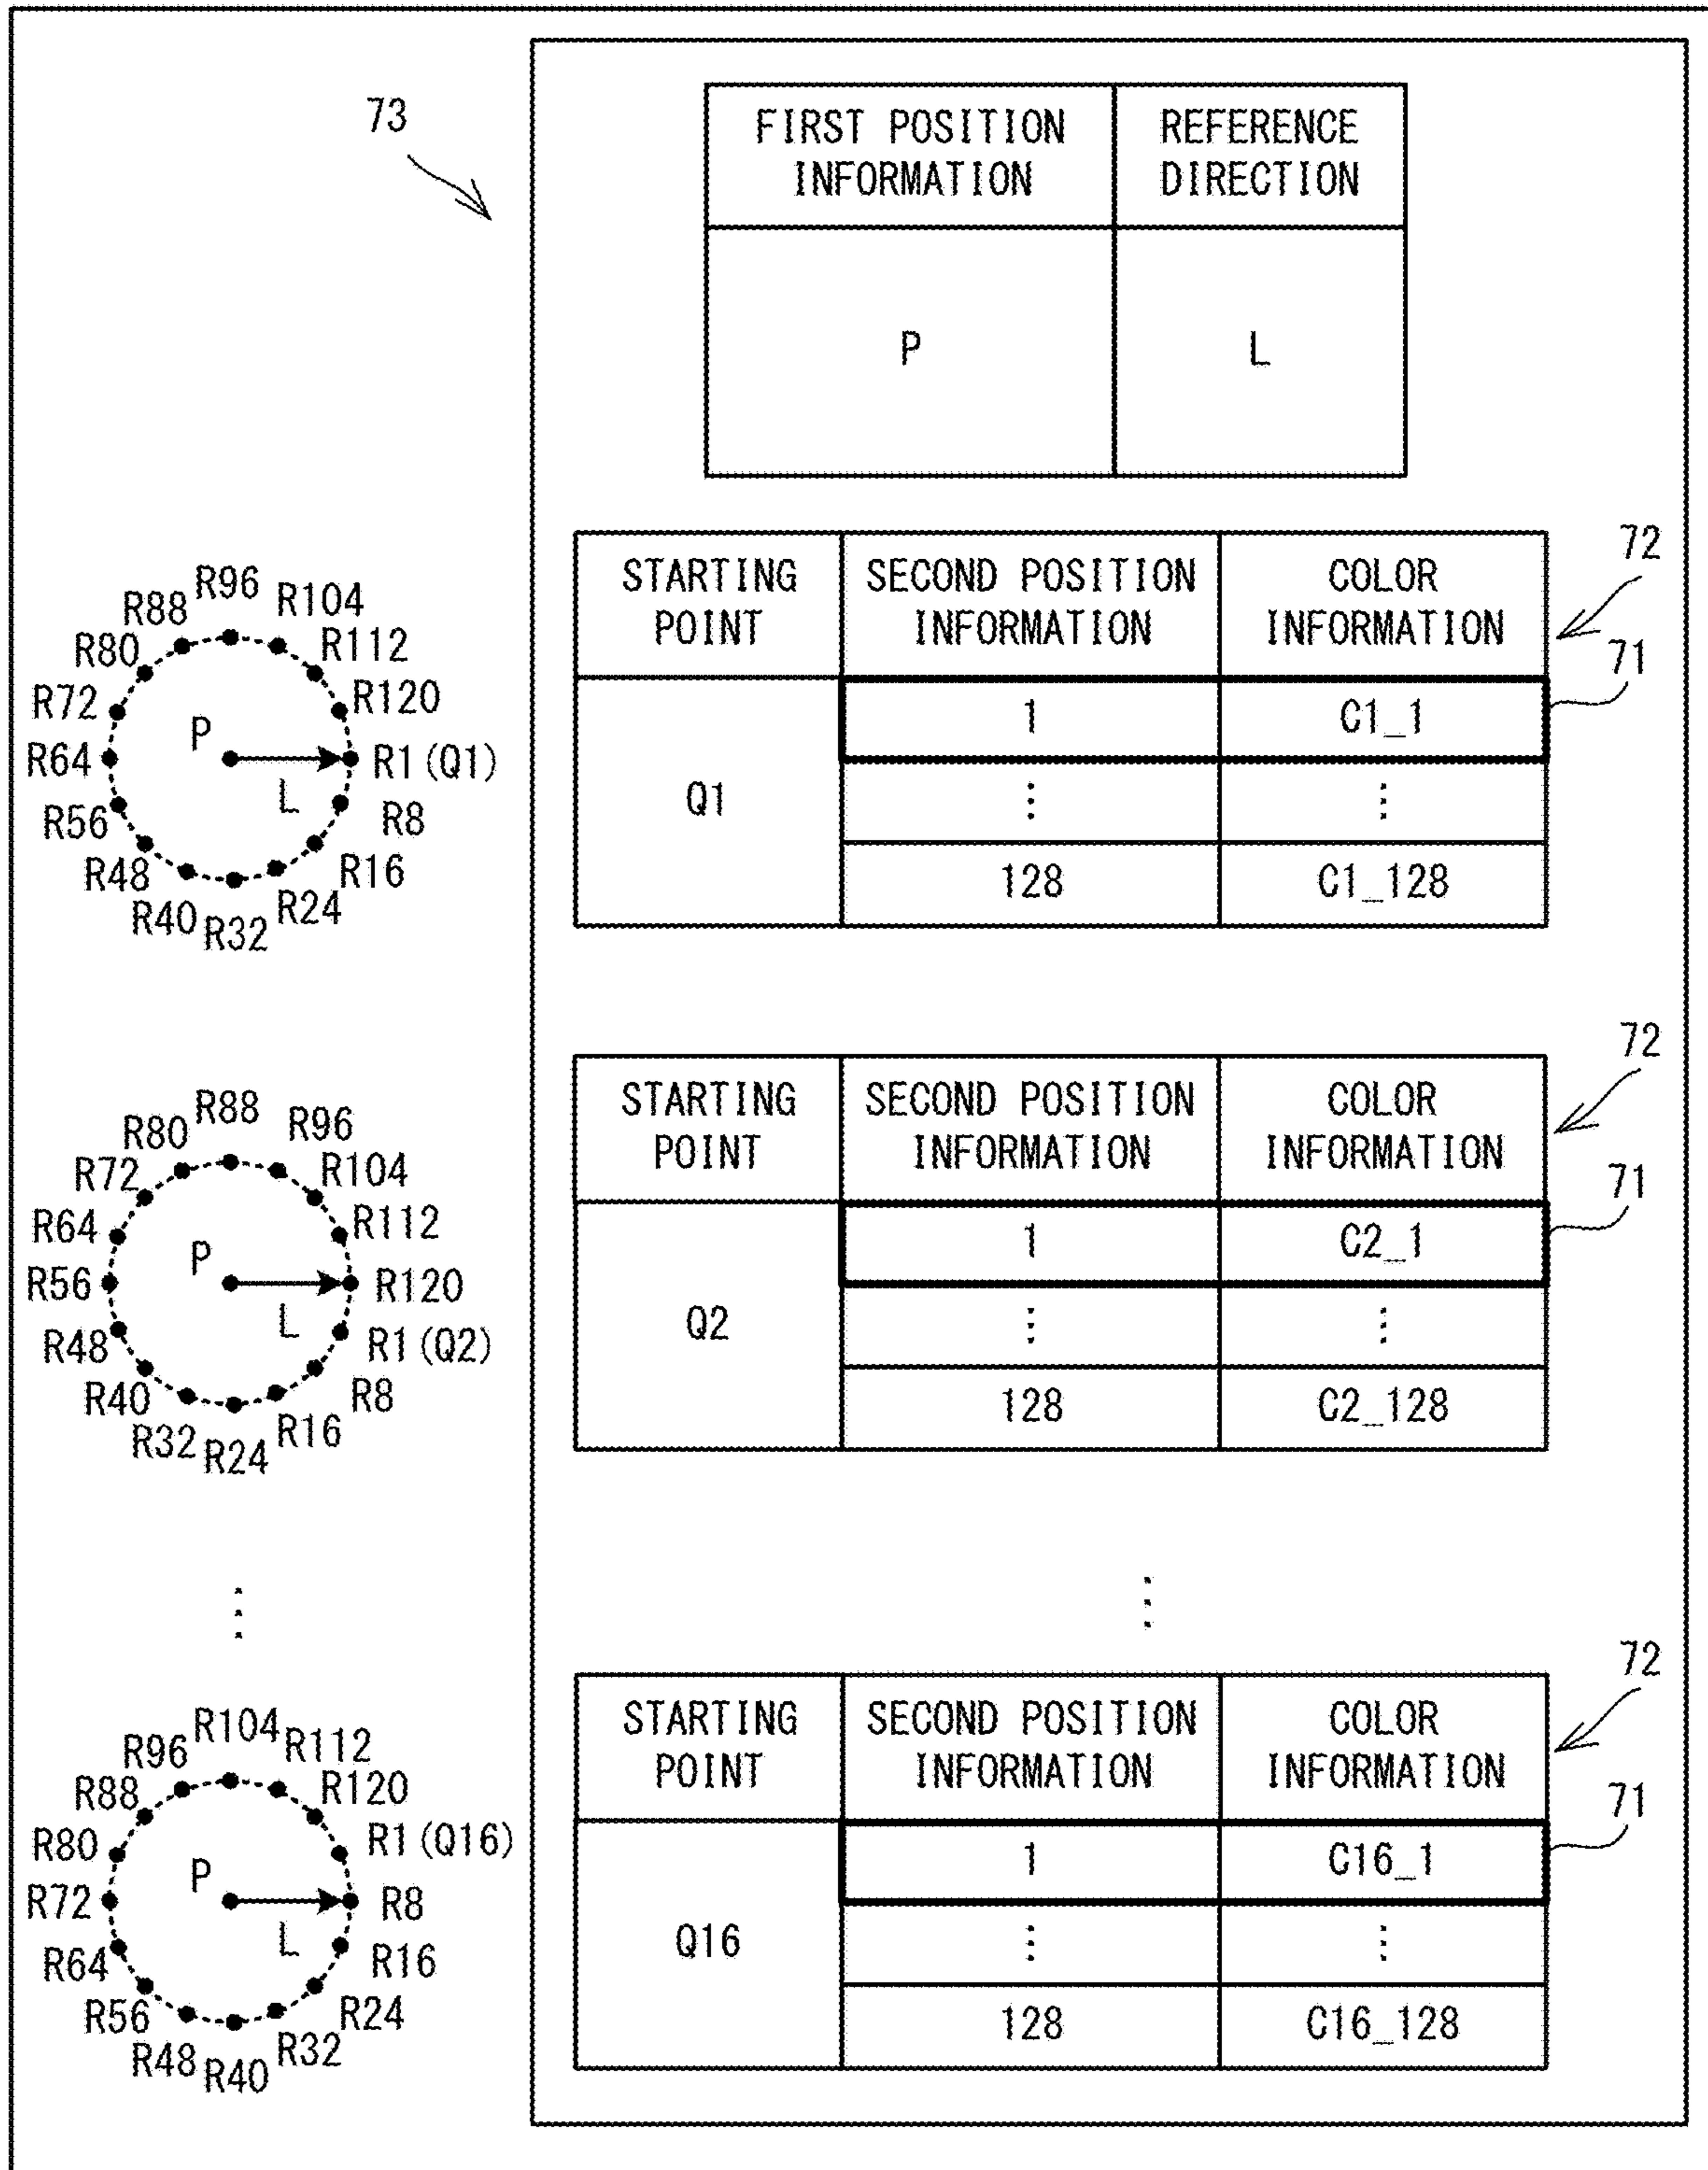 73
FIRST POSITION INFORMATION
REFERENCE DIRECTION
P
L
R96
R88
R104
R80
R112
R72
R120
P
R64
R1 (Q1)
L
R56
R8
R48
R16
R40
R24
R32
STARTING POINT
SECOND POSITION INFORMATION
COLOR INFORMATION
72
71
Q1
1
C1_1
⋮
⋮
128
C1_128
R88
R80
R96
R72
R104
R64
R112
P
R56
R120
L
R48
R1 (Q2)
R40
R8
R32
R16
R24
STARTING POINT
SECOND POSITION INFORMATION
COLOR INFORMATION
72
71
Q2
1
C2_1
⋮
⋮
128
C2_128
⋮
⋮
R104
R96
R112
R88
R120
R80
R1 (Q16)
P
R72
R8
L
R64
R16
R56
R24
R48
R32
R40
STARTING POINT
SECOND POSITION INFORMATION
COLOR INFORMATION
72
71
Q16
1
C16_1
⋮
⋮
128
C16_128